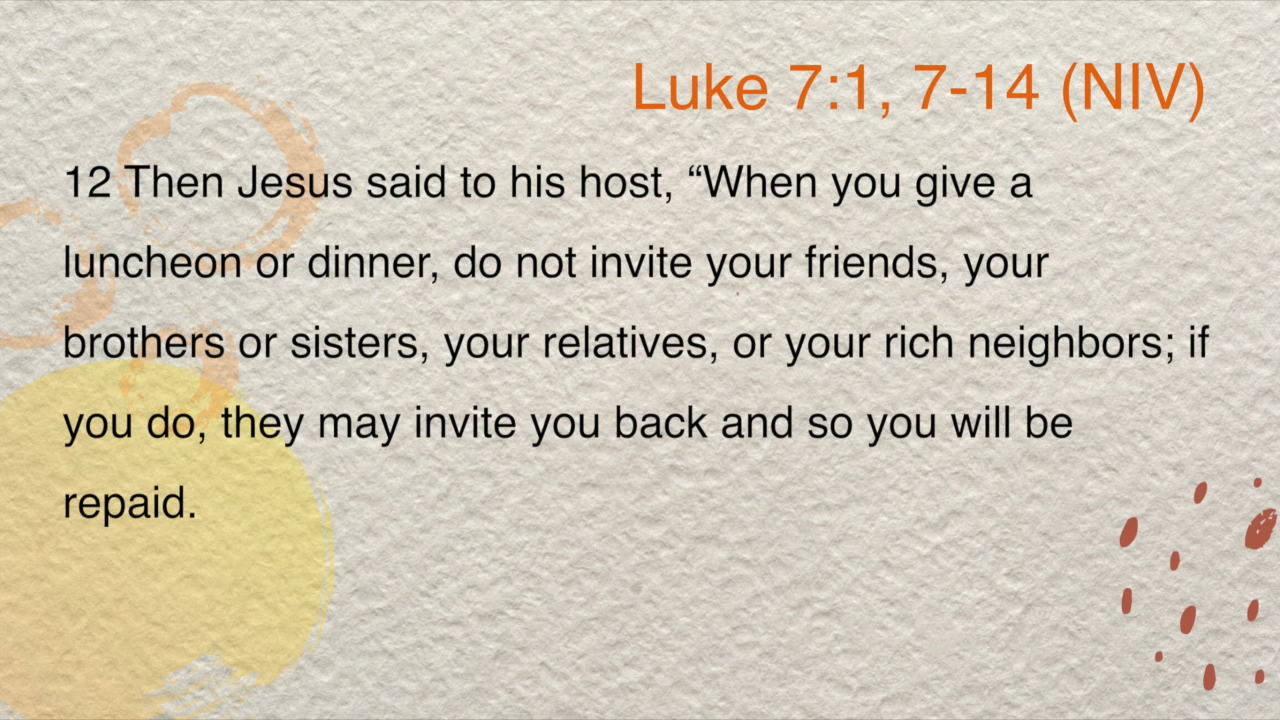 Luke 7:1, 7-14 (NIV)
12 Then Jesus said to his host, “When you give a
luncheon or dinner, do not invite your friends, your
brothers or sisters, your relatives, or your rich neighbors; if
you do, they may invite you back and so you will be
repaid.